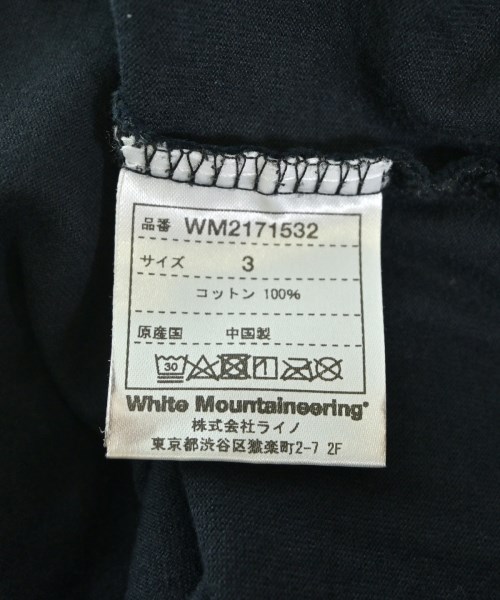 品番 WM2171532
サイズ 3
コットン 100%
原産国 中国製
30
White Mountaineering®
株式会社ライノ
東京都渋谷区猿楽町2-7 2F